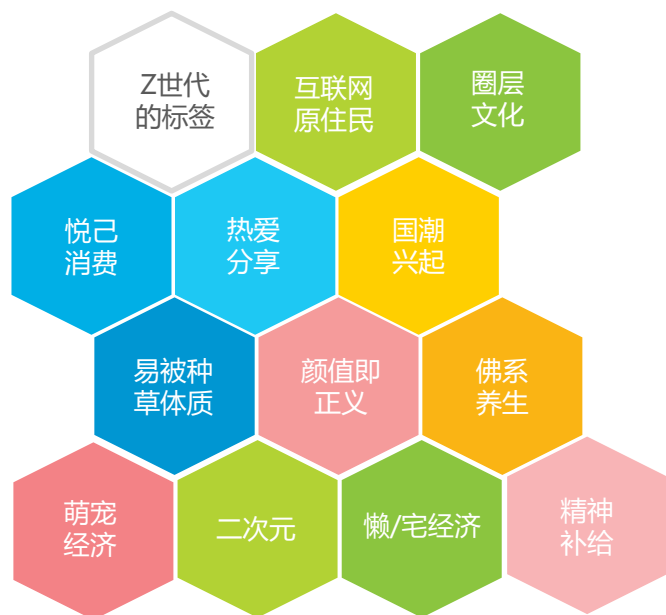 Z世代
的标签
互联网
原住民
圈层
文化
悦己
消费
热爱
分享
国潮
兴起
易被种
草体质
颜值即
正义
佛系
养生
萌宠
经济
二次元
懒/宅经济
精神
补给